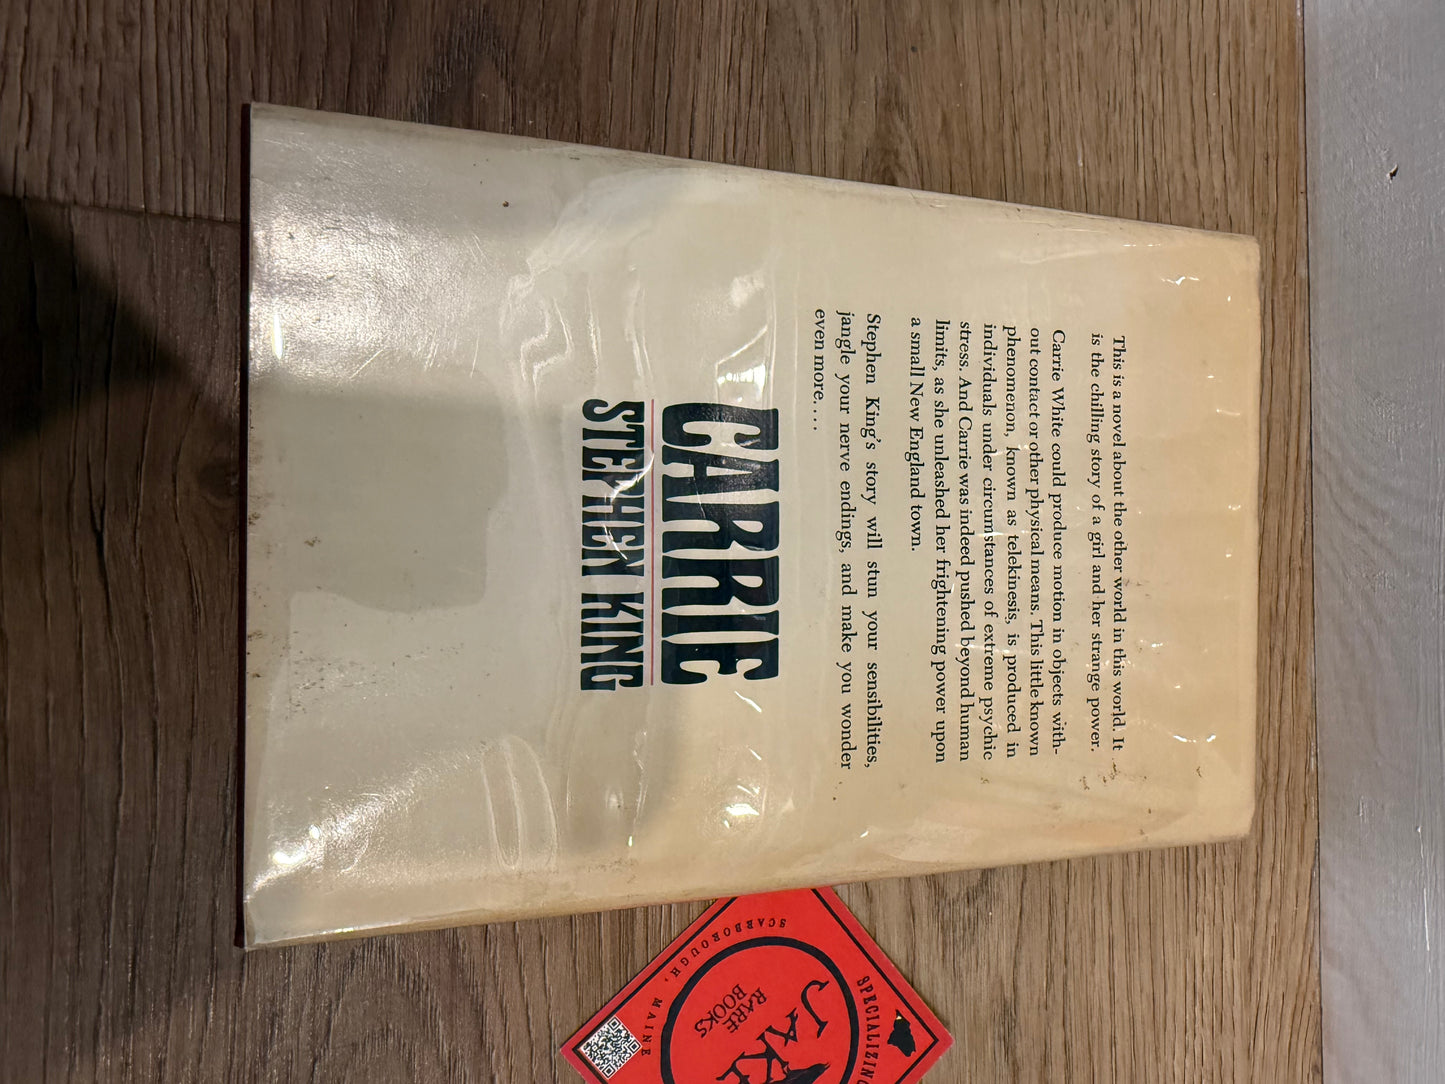 This is a novel about the other world in this world. It
is the chilling story of a girl and her strange power.
Carrie White could produce motion in objects with-
out contact or other physical means. This little known
phenomenon, known as telekinesis, is produced in
individuals under circumstances of extreme psychic
stress. And Carrie was indeed pushed beyond human
limits, as she unleashed her frightening power upon
a small New England town.
Stephen King's story will stun your sensibilities,
jangle your nerve endings, and make you wonder
even more....
CARRIE
STEPHEN KING
SPECIALIZING
JAKE
RARE
BOOKS
SCARBOROUGH, MAINE